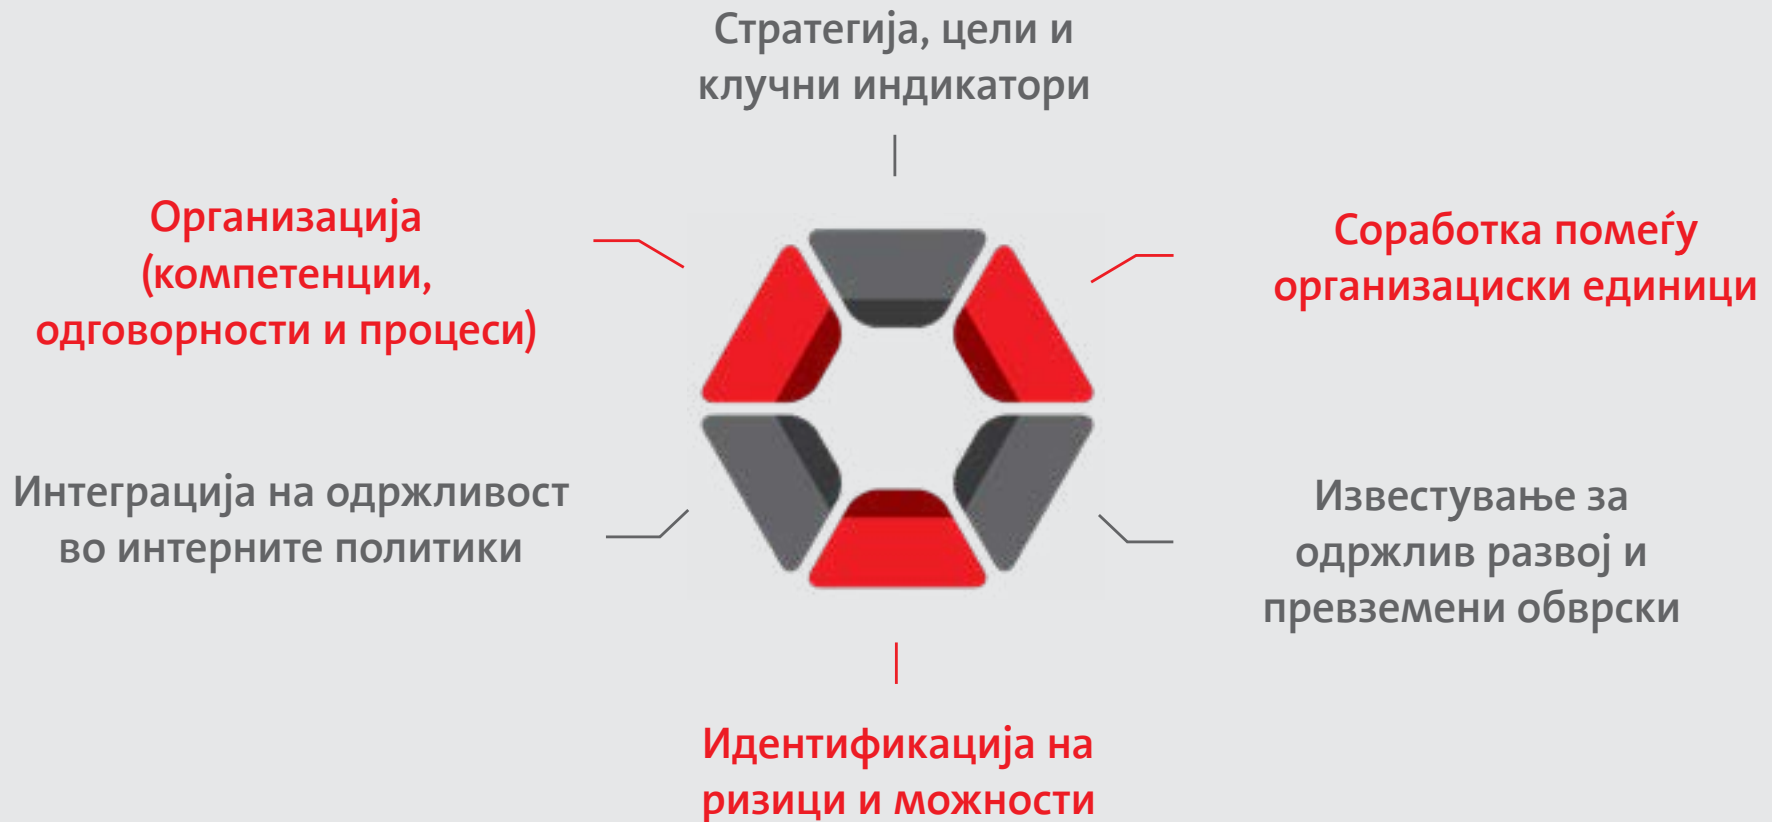 Стратегија, цели и
клучни индикатори
Организација
(компетенции,
одговорности и процеси)
Соработка помеѓу
организациски единици
Интеграција на одржливост
во интерните политики
Известување за
одржлив развој и
превземени обврски
Идентификација на
ризици и можности